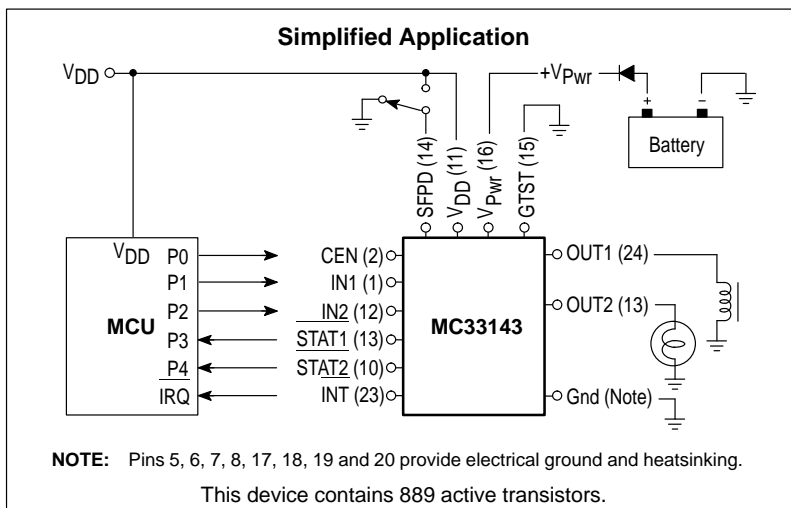 Simplified Application
VDD
+VPwr
+ −
Battery
SFPD (14)
VDD (11)
VPwr (16)
GTST (15)
VDD
MCU
P0
P1
P2
P3
P4
IRQ
CEN (2)
IN1 (1)
IN2 (12)
STAT1 (13)
STAT2 (10)
INT (23)
MC33143
OUT1 (24)
OUT2 (13)
Gnd (Note)
NOTE: Pins 5, 6, 7, 8, 17, 18, 19 and 20 provide electrical ground and heatsinking.
This device contains 889 active transistors.